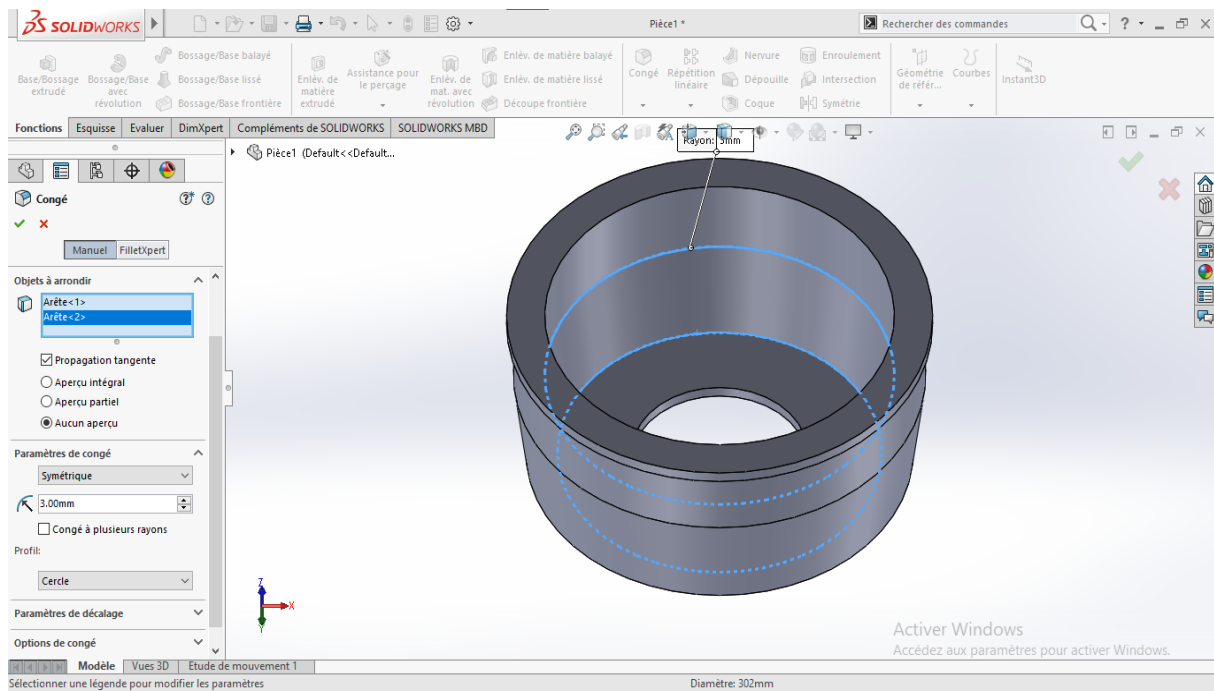 SOLIDWORKS
Pièce1 *
Rechercher des commandes
Base/Bossage extrudé
Bossage/Base avec révolution
Bossage/Base balayé
Bossage/Base lissé
Bossage/Base frontière
Enlèv. de matière extrudé
Assistance pour le perçage
Enlèv. de mat. avec révolution
Enlèv. de matière balayé
Enlèv. de matière lissé
Découpe frontière
Congé
Répétition linéaire
Nervure
Dépouille
Coque
Enroulement
Intersection
Symétrie
Géométrie de référ...
Courbes
Instant3D
Fonctions Esquisse Evaluer DimXpert Compléments de SOLIDWORKS SOLIDWORKS MBD
Pièce1 (Default<<Default...
Rayon: 3mm
Congé
Manuel FilletXpert
Objets à arrondir
Arête<1>
Arête<2>
Propagation tangente
Aperçu intégral
Aperçu partiel
Aucun aperçu
Paramètres de congé
Symétrique
3.00mm
Congé à plusieurs rayons
Profil:
Cercle
Paramètres de décalage
Options de congé
Z
X
Y
Activer Windows
Accédez aux paramètres pour activer Windows.
Modèle Vues 3D Etude de mouvement 1
Sélectionner une légende pour modifier les paramètres
Diamètre: 302mm